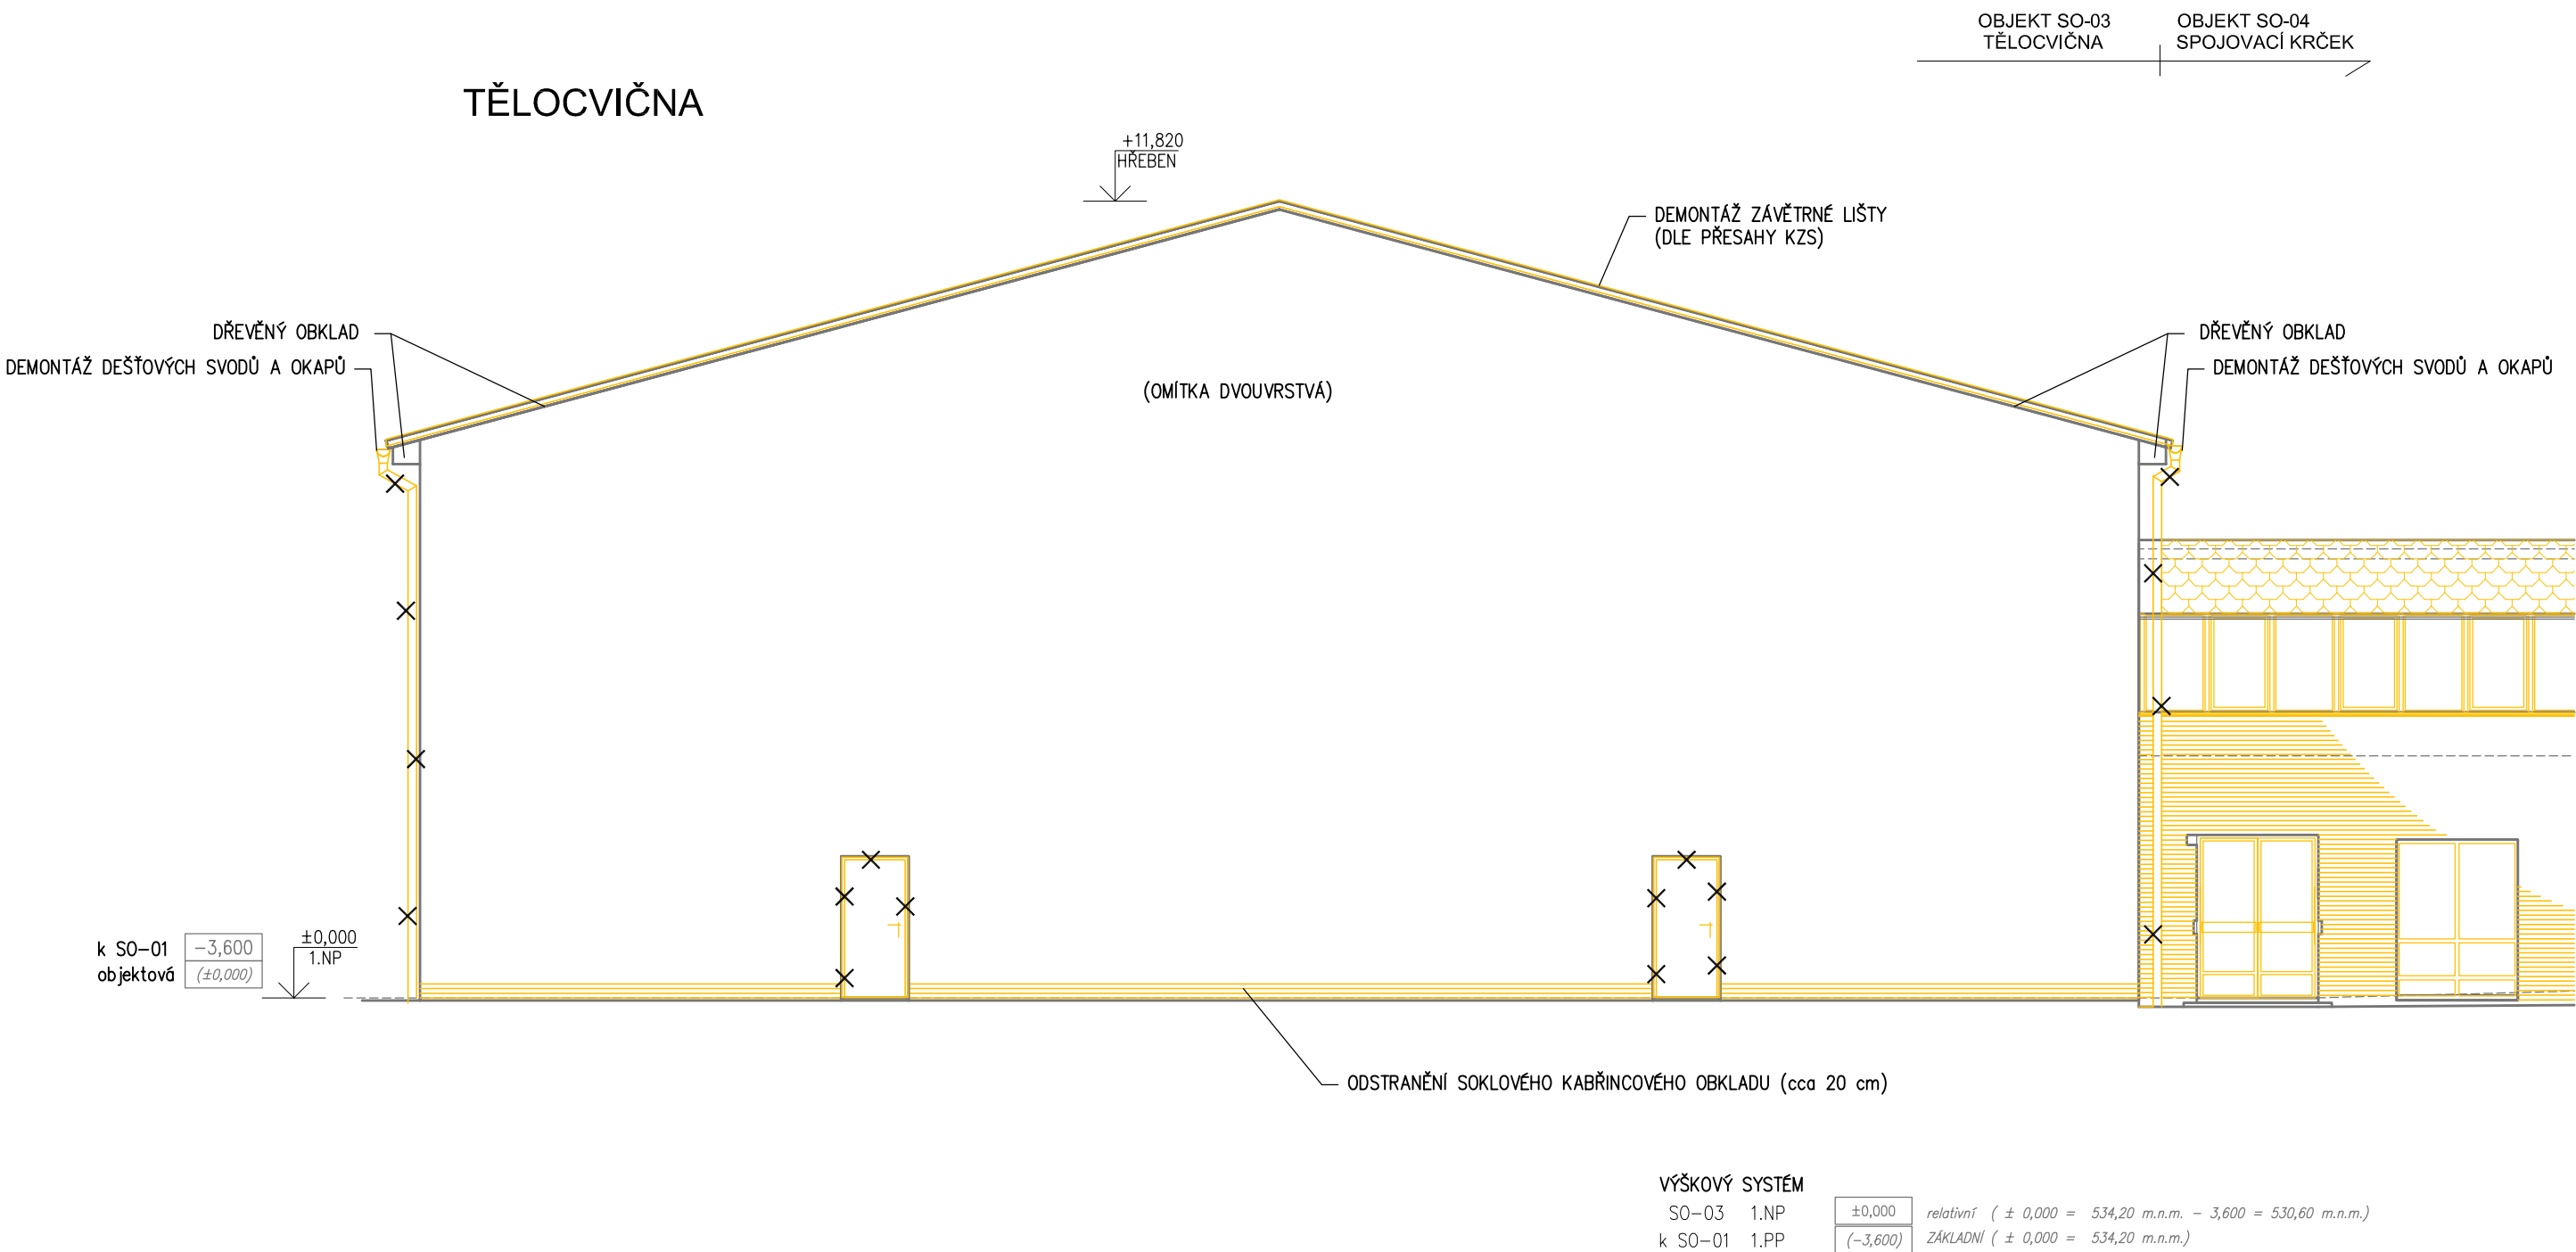 OBJEKT SO-03
TĚLOCVIČNA
OBJEKT SO-04
SPOJOVACÍ KRČEK
TĚLOCVIČNA
+11,820
HŘEBEN
DEMONTÁŽ ZÁVĚTRNÉ LIŠTY
(DLE PŘESAHY KZS)
DŘEVĚNÝ OBKLAD
DEMONTÁŽ DEŠŤOVÝCH SVODŮ A OKAPŮ
(OMÍTKA DVOUVRSTVÁ)
DŘEVĚNÝ OBKLAD
DEMONTÁŽ DEŠŤOVÝCH SVODŮ A OKAPŮ
k SO-01 -3,600
objektová (±0,000)
±0,000
1.NP
ODSTRANĚNÍ SOKLOVÉHO KABŘINCOVÉHO OBKLADU (cca 20 cm)
VÝŠKOVÝ SYSTÉM
SO-03 1.NP ±0,000 relativní ( ± 0,000 = 534,20 m.n.m. - 3,600 = 530,60 m.n.m.)
k SO-01 1.PP (-3,600) ZÁKLADNÍ ( ± 0,000 = 534,20 m.n.m.)